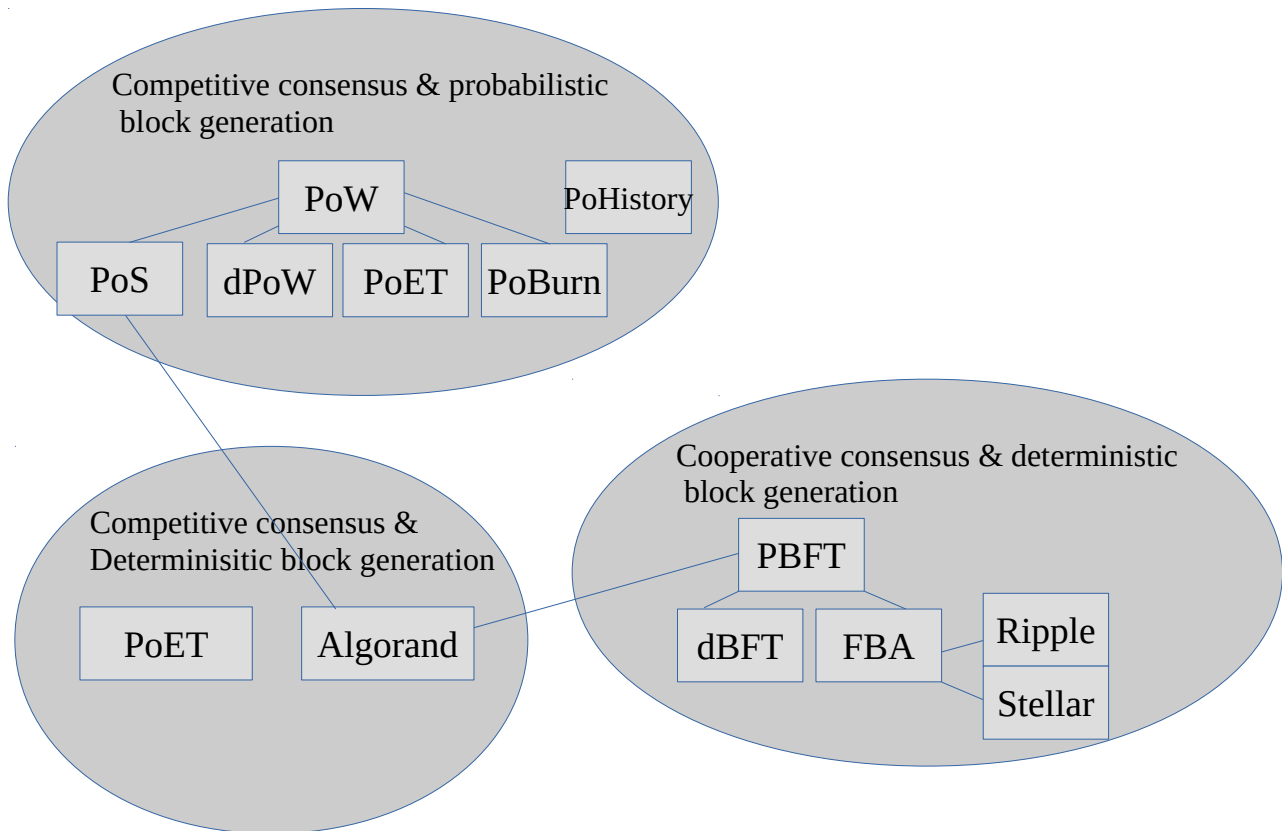 Competitive consensus & probabilistic
block generation
PoW
PoHistory
PoS
dPoW
PoET
PoBurn
Competitive consensus &
Determinisitic block generation
PoET
Algorand
Cooperative consensus & deterministic
block generation
PBFT
dBFT
FBA
Ripple
Stellar